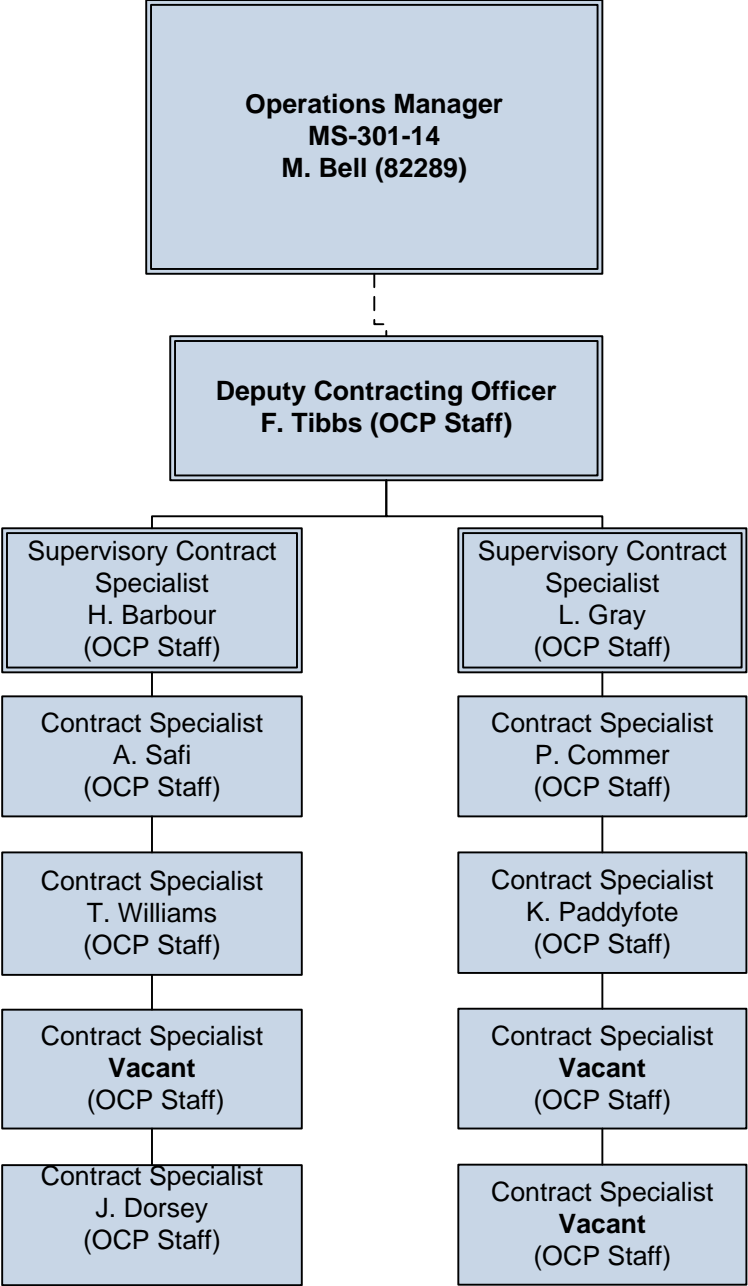 Operations Manager
MS-301-14
M. Bell (82289)
Deputy Contracting Officer
F. Tibbs (OCP Staff)
Supervisory Contract
Specialist
H. Barbour
(OCP Staff)
Contract Specialist
A. Safi
(OCP Staff)
Contract Specialist
T. Williams
(OCP Staff)
Contract Specialist
Vacant
(OCP Staff)
Contract Specialist
J. Dorsey
(OCP Staff)
Supervisory Contract
Specialist
L. Gray
(OCP Staff)
Contract Specialist
P. Commer
(OCP Staff)
Contract Specialist
K. Paddyfote
(OCP Staff)
Contract Specialist
Vacant
(OCP Staff)
Contract Specialist
Vacant
(OCP Staff)